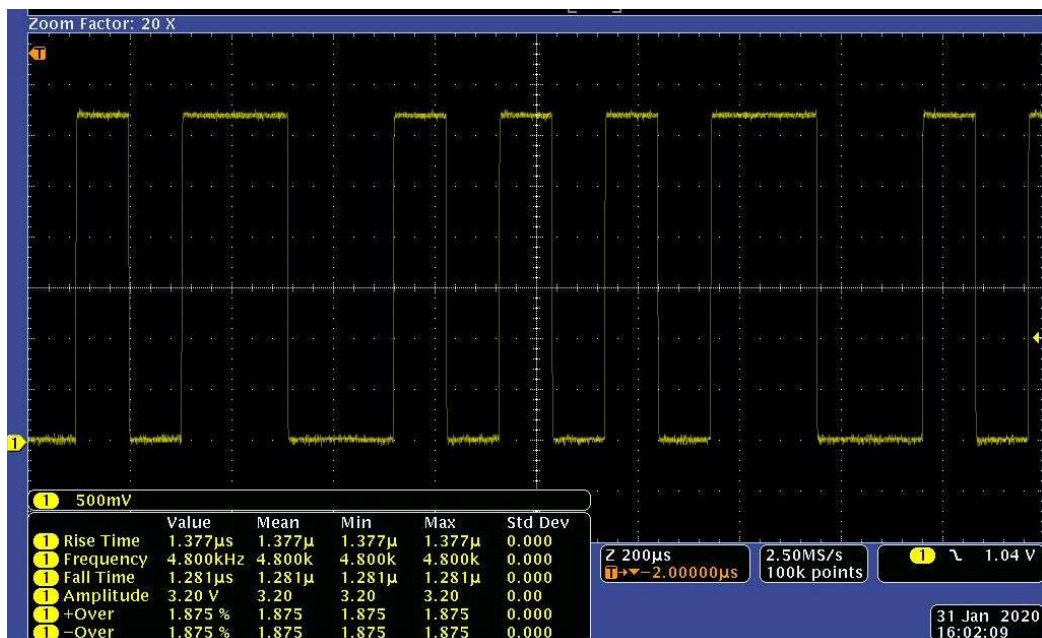 Zoom Factor: 20 X
T
1
1 500mV
Value Mean Min Max Std Dev
1 Rise Time 1.377µs 1.377µ 1.377µ 1.377µ 0.000
1 Frequency 4.800kHz 4.800k 4.800k 4.800k 0.000
1 Fall Time 1.281µs 1.281µ 1.281µ 1.281µ 0.000
1 Amplitude 3.20 V 3.20 3.20 3.20 0.00
1 +Over 1.875 % 1.875 1.875 1.875 0.000
1 −Over 1.875 % 1.875 1.875 1.875 0.000
Z 200µs
T→▼−2.00000µs
2.50MS/s
100k points
1 1.04 V
31 Jan 2020
16:02:09